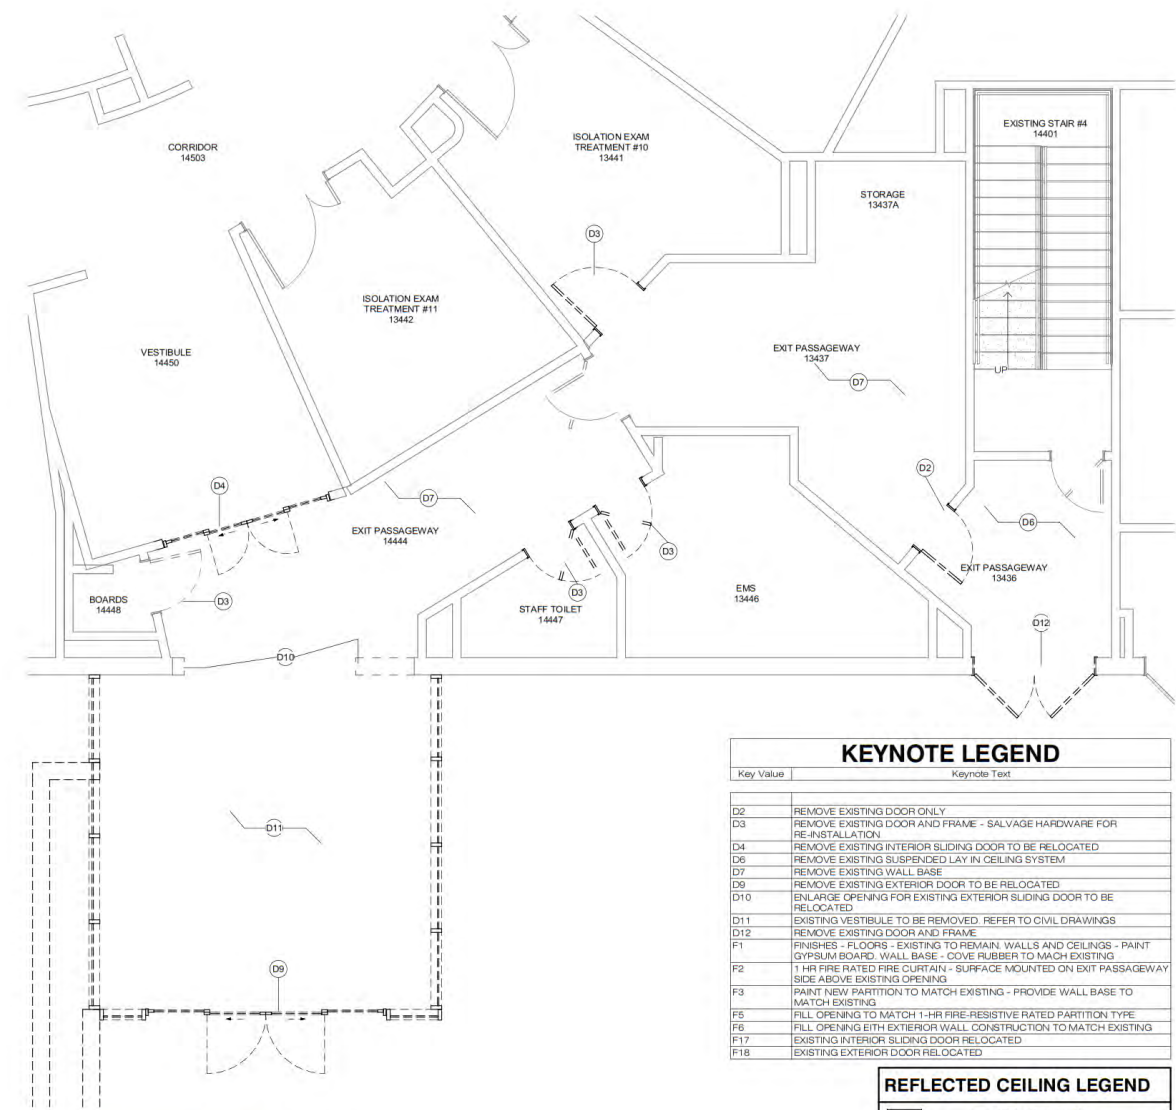 EXISTING STAIR #4
14401
ISOLATION EXAM
TREATMENT #10
13441
CORRIDOR
14503
STORAGE
13437A
D3
ISOLATION EXAM
TREATMENT #11
13442
VESTIBULE
14450
EXIT PASSAGEWAY
13437
UP
D7
D2
D4
D7
EXIT PASSAGEWAY
14444
D6
D3
EXIT PASSAGEWAY
13436
BOARDS
14448
D3
D3
STAFF TOILET
14447
EMS
13446
D12
D10
D11
D9
KEYNOTE LEGEND
Key Value Keynote Text
D2 REMOVE EXISTING DOOR ONLY
D3 REMOVE EXISTING DOOR AND FRAME - SALVAGE HARDWARE FOR
RE-INSTALLATION
D4 REMOVE EXISTING INTERIOR SLIDING DOOR TO BE RELOCATED
D6 REMOVE EXISTING SUSPENDED LAY IN CEILING SYSTEM
D7 REMOVE EXISTING WALL BASE
D9 REMOVE EXISTING EXTERIOR DOOR TO BE RELOCATED
D10 ENLARGE OPENING FOR EXISTING EXTERIOR SLIDING DOOR TO BE
RELOCATED
D11 EXISTING VESTIBULE TO BE REMOVED. REFER TO CIVIL DRAWINGS
D12 REMOVE EXISTING DOOR AND FRAME
F1 FINISHES - FLOORS - EXISTING TO REMAIN. WALLS AND CEILINGS - PAINT
GYPSUM BOARD. WALL BASE - COVE RUBBER TO MACH EXISTING
F2 1 HR FIRE RATED FIRE CURTAIN - SURFACE MOUNTED ON EXIT PASSAGEWAY
SIDE ABOVE EXISTING OPENING
F3 PAINT NEW PARTITION TO MATCH EXISTING - PROVIDE WALL BASE TO
MATCH EXISTING
F5 FILL OPENING TO MATCH 1-HR FIRE-RESISTIVE RATED PARTITION TYPE
F6 FILL OPENING EITH EXTIERIOR WALL CONSTRUCTION TO MATCH EXISTING
F17 EXISTING INTERIOR SLIDING DOOR RELOCATED
F18 EXISTING EXTERIOR DOOR RELOCATED
REFLECTED CEILING LEGEND